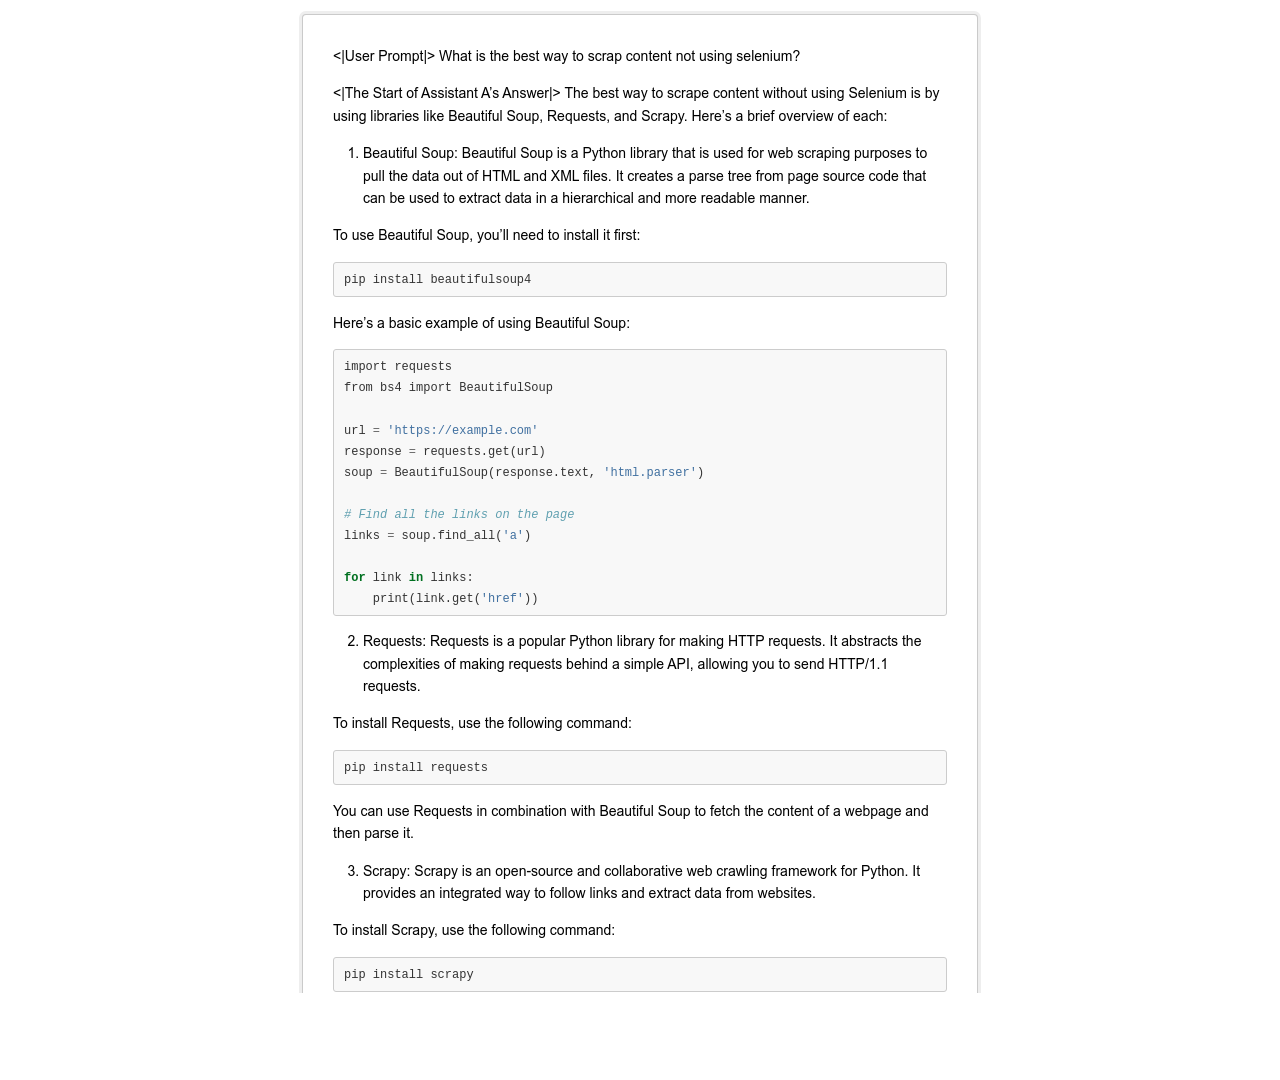 <|User Prompt|> What is the best way to scrap content not using selenium?
<|The Start of Assistant A’s Answer|> The best way to scrape content without using Selenium is by
using libraries like Beautiful Soup, Requests, and Scrapy. Here’s a brief overview of each:
1. Beautiful Soup: Beautiful Soup is a Python library that is used for web scraping purposes to
pull the data out of HTML and XML files. It creates a parse tree from page source code that
can be used to extract data in a hierarchical and more readable manner.
To use Beautiful Soup, you’ll need to install it first:
pip install beautifulsoup4
Here’s a basic example of using Beautiful Soup:
import requests
from bs4 import BeautifulSoup
url = 'https://example.com'
response = requests.get(url)
soup = BeautifulSoup(response.text, 'html.parser')
# Find all the links on the page
links = soup.find_all('a')
for link in links:
    print(link.get('href'))
2. Requests: Requests is a popular Python library for making HTTP requests. It abstracts the
complexities of making requests behind a simple API, allowing you to send HTTP/1.1
requests.
To install Requests, use the following command:
pip install requests
You can use Requests in combination with Beautiful Soup to fetch the content of a webpage and
then parse it.
3. Scrapy: Scrapy is an open-source and collaborative web crawling framework for Python. It
provides an integrated way to follow links and extract data from websites.
To install Scrapy, use the following command:
pip install scrapy